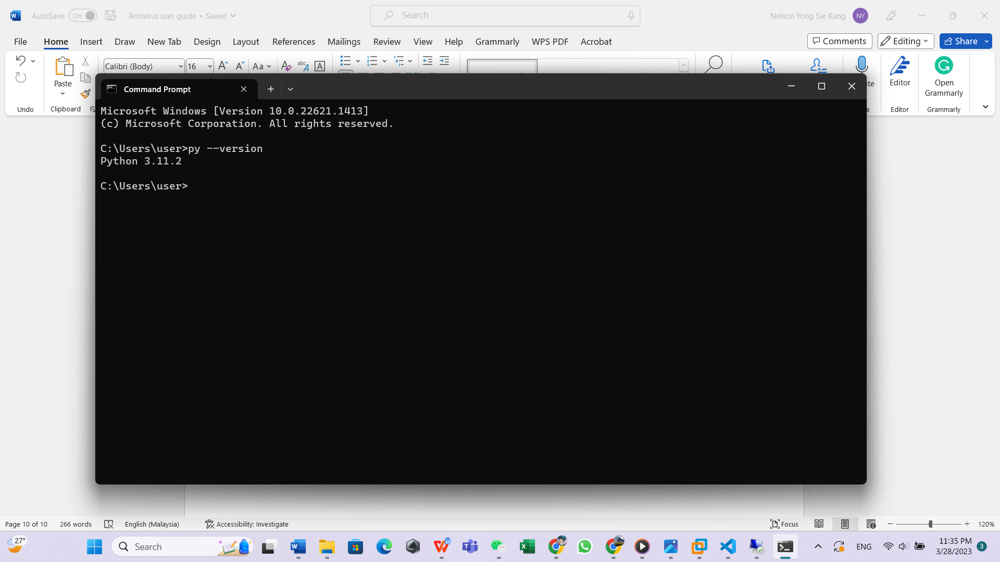 AutoSave On Antivirus user guide • Saved Search Nelson Yong Sie Kang NY
File Home Insert Draw New Tab Design Layout References Mailings Review View Help Grammarly WPS PDF Acrobat Comments Editing Share
Calibri (Body) 16 Aa
Paste Editor Open Grammarly
Undo Clipboard Editor Grammarly
Command Prompt
Microsoft Windows [Version 10.0.22621.1413]
(c) Microsoft Corporation. All rights reserved.
C:\Users\user>py --version
Python 3.11.2
C:\Users\user>
Page 10 of 10 266 words English (Malaysia) Accessibility: Investigate Focus 120%
27° Search ENG 11:35 PM
3/28/2023 3